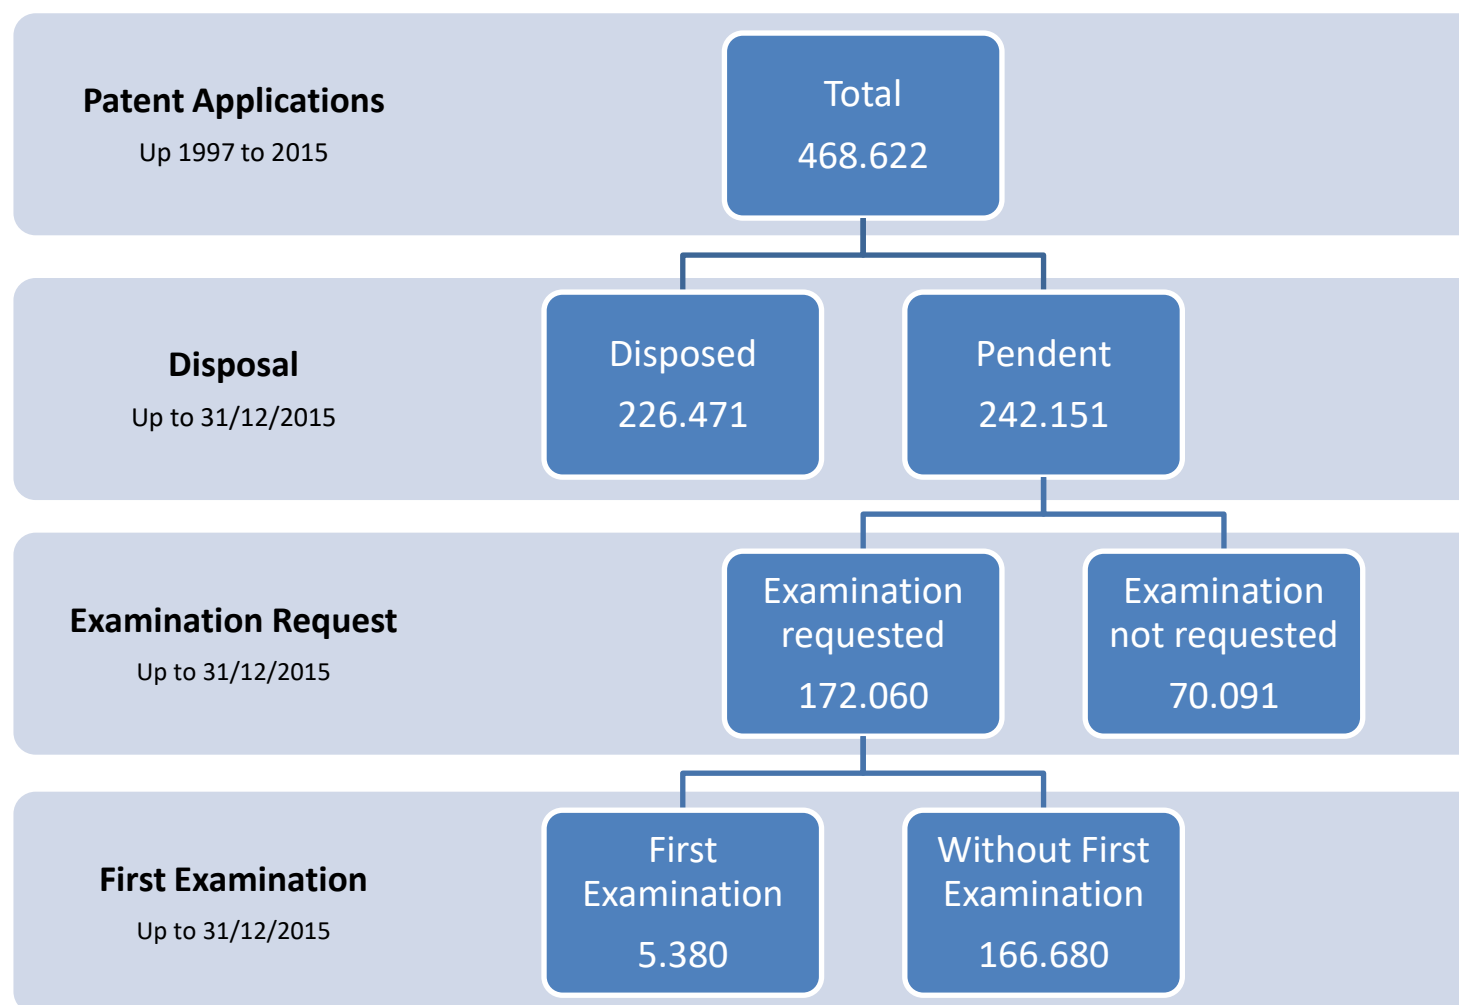 Patent Applications
Up 1997 to 2015
Total
468.622
Disposal
Up to 31/12/2015
Disposed
226.471
Pendent
242.151
Examination Request
Up to 31/12/2015
Examination
requested
172.060
Examination
not requested
70.091
First Examination
Up to 31/12/2015
First
Examination
5.380
Without First
Examination
166.680